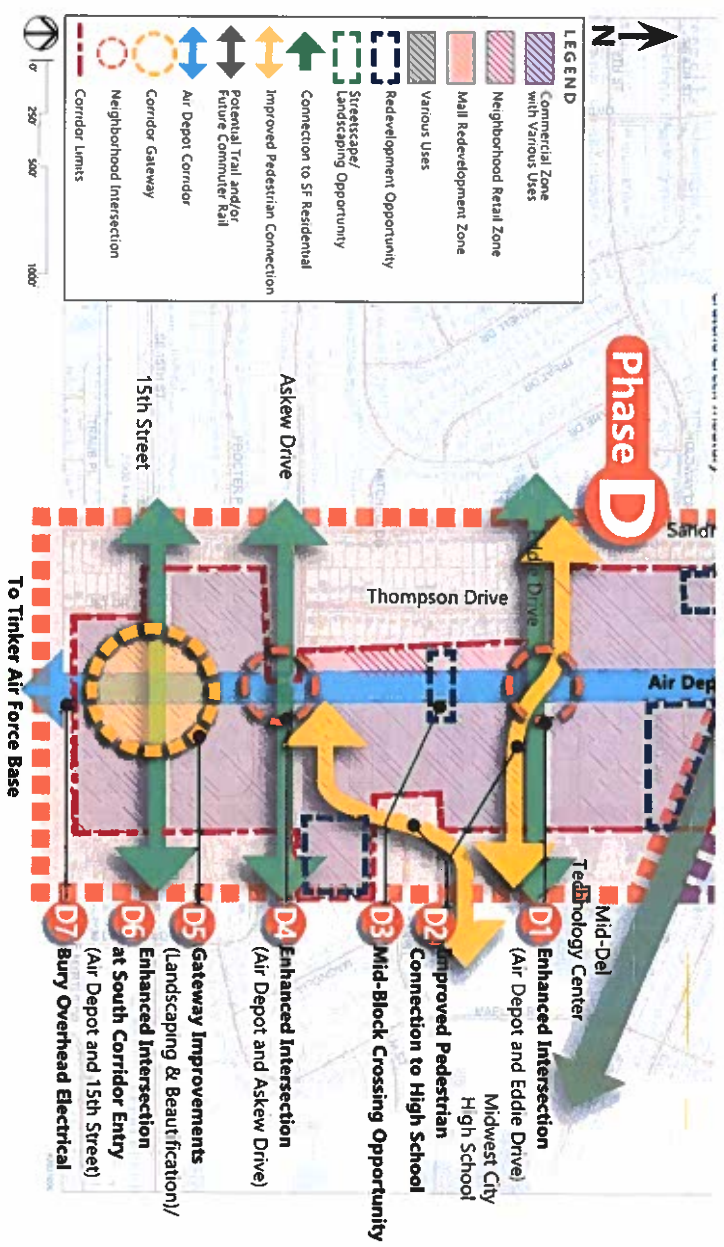 LEGEND
Commercial Zone
with Various Uses
Neighborhood Retail Zone
Mall Redevelopment Zone
Various Uses
Redevelopment Opportunity
Streetscape/
Landscaping Opportunity
Connection to SF Residential
Improved Pedestrian Connection
Potential Trail and/or
Future Commuter Rail
Air Depot Corridor
Corridor Gateway
Neighborhood Intersection
Corridor Limits
N
0'
250'
500'
1000'
Phase D
Air Dep
Thompson Drive
Askew Drive
15th Street
To Tinker Air Force Base
Mid-Del
Technology Center
D1
Enhanced Intersection
(Air Depot and Eddie Drive)
Midwest City
High School
D2
Improved Pedestrian
Connection to High School
D3
Mid-Block Crossing Opportunity
D4
Enhanced Intersection
(Air Depot and Askew Drive)
D5
Gateway Improvements
(Landscaping & Beautification)/
D6
Enhanced Intersection
at South Corridor Entry
(Air Depot and 15th Street)
D7
Bury Overhead Electrical